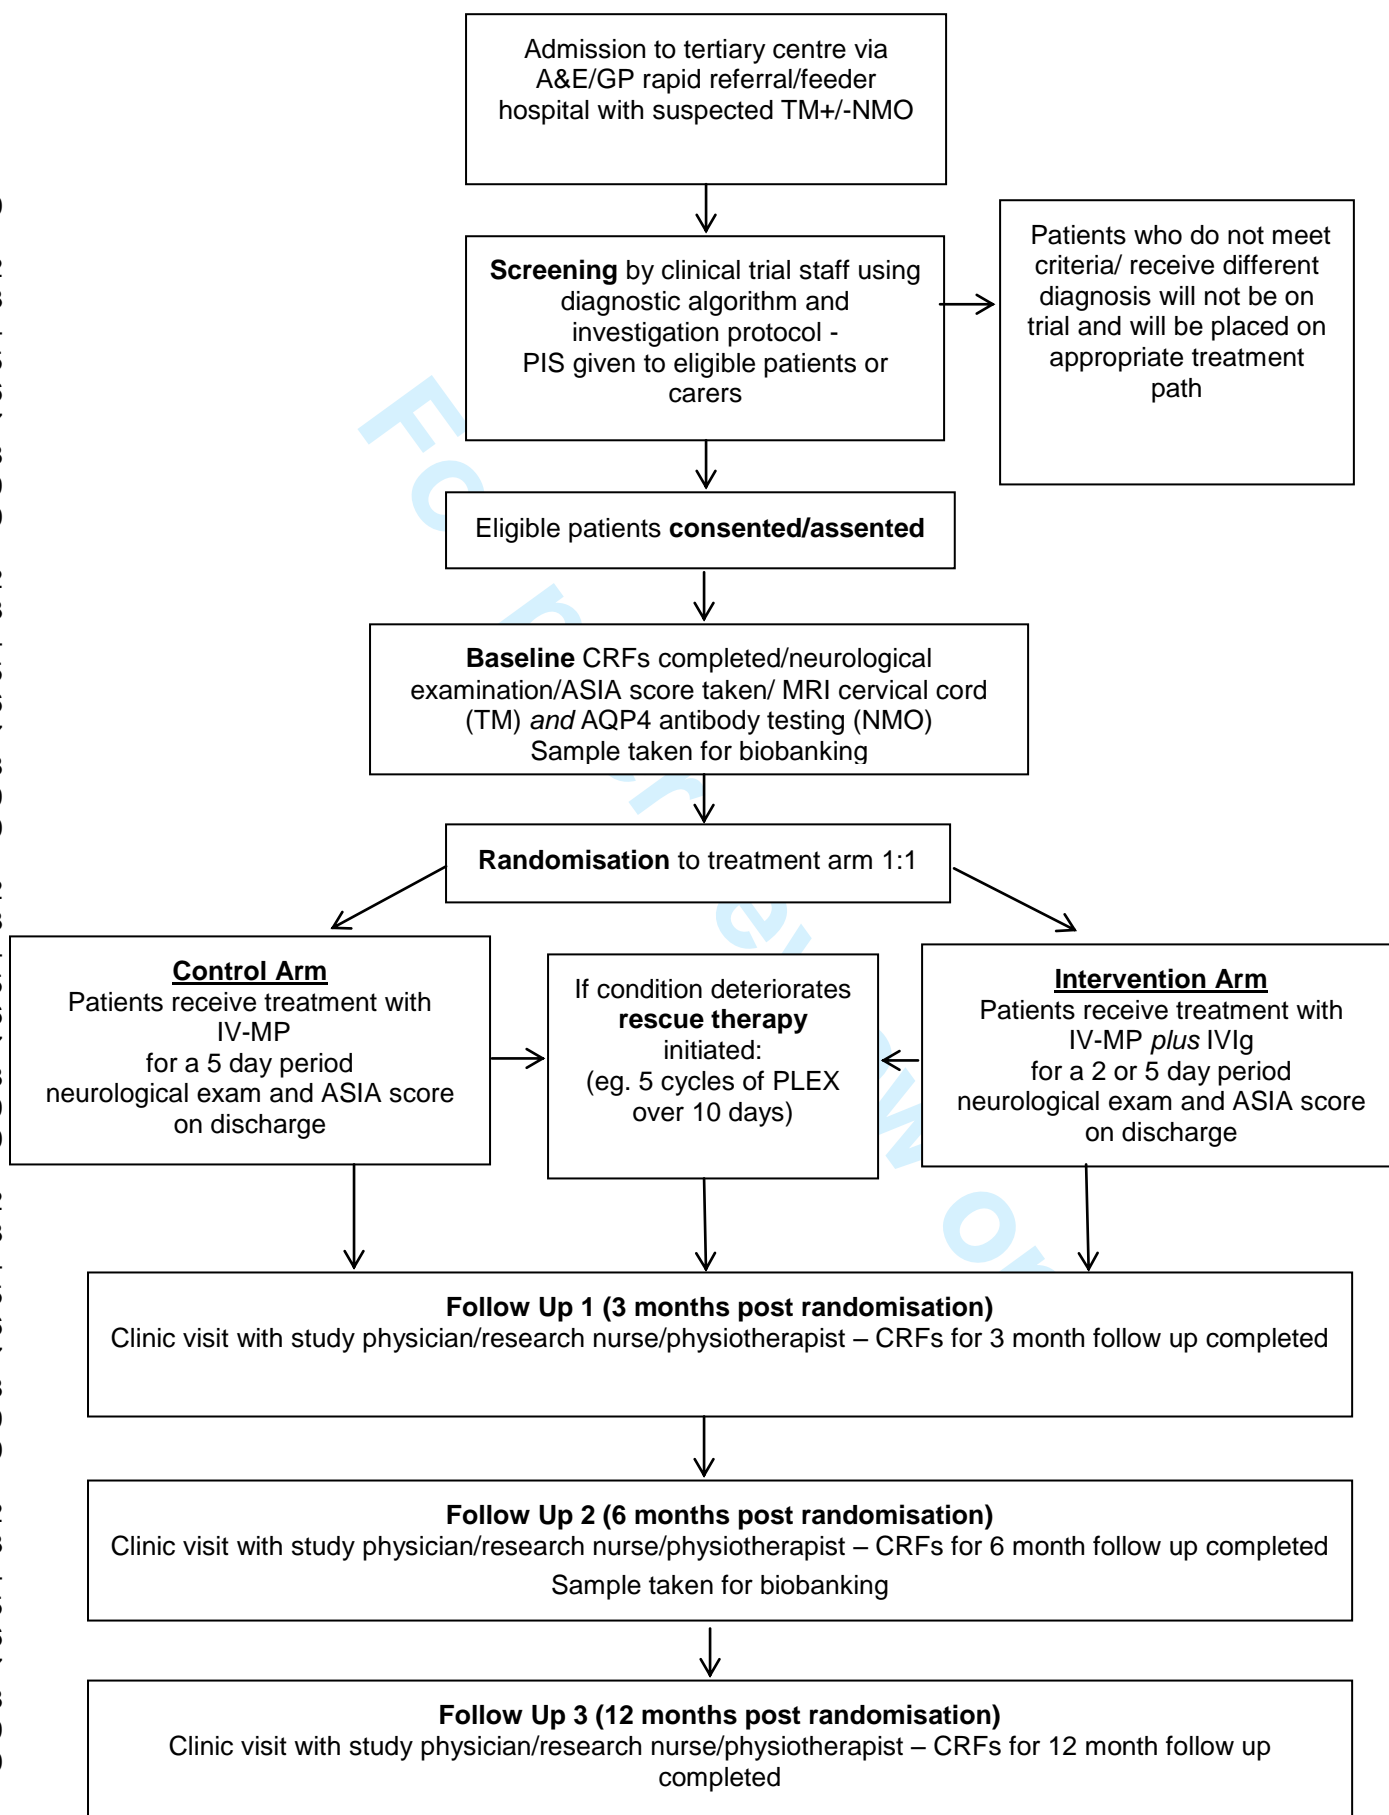 Admission to tertiary centre via
A&E/GP rapid referral/feeder
hospital with suspected TM+/-NMO
Screening by clinical trial staff using
diagnostic algorithm and
investigation protocol -
PIS given to eligible patients or
carers
Patients who do not meet
criteria/ receive different
diagnosis will not be on
trial and will be placed on
appropriate treatment
path
Eligible patients consented/assented
Baseline CRFs completed/neurological
examination/ASIA score taken/ MRI cervical cord
(TM) and AQP4 antibody testing (NMO)
Sample taken for biobanking
Randomisation to treatment arm 1:1
Control Arm
Patients receive treatment with
IV-MP
for a 5 day period
neurological exam and ASIA score
on discharge
If condition deteriorates
rescue therapy
initiated:
(eg. 5 cycles of PLEX
over 10 days)
Intervention Arm
Patients receive treatment with
IV-MP plus IVIg
for a 2 or 5 day period
neurological exam and ASIA score
on discharge
Follow Up 1 (3 months post randomisation)
Clinic visit with study physician/research nurse/physiotherapist – CRFs for 3 month follow up completed
Follow Up 2 (6 months post randomisation)
Clinic visit with study physician/research nurse/physiotherapist – CRFs for 6 month follow up completed
Sample taken for biobanking
Follow Up 3 (12 months post randomisation)
Clinic visit with study physician/research nurse/physiotherapist – CRFs for 12 month follow up
completed